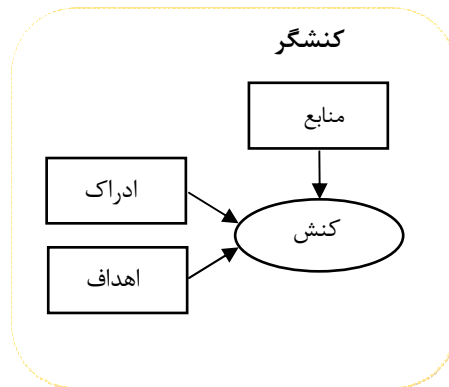 کنشگر
منابع
ادراک
کنش
اهداف